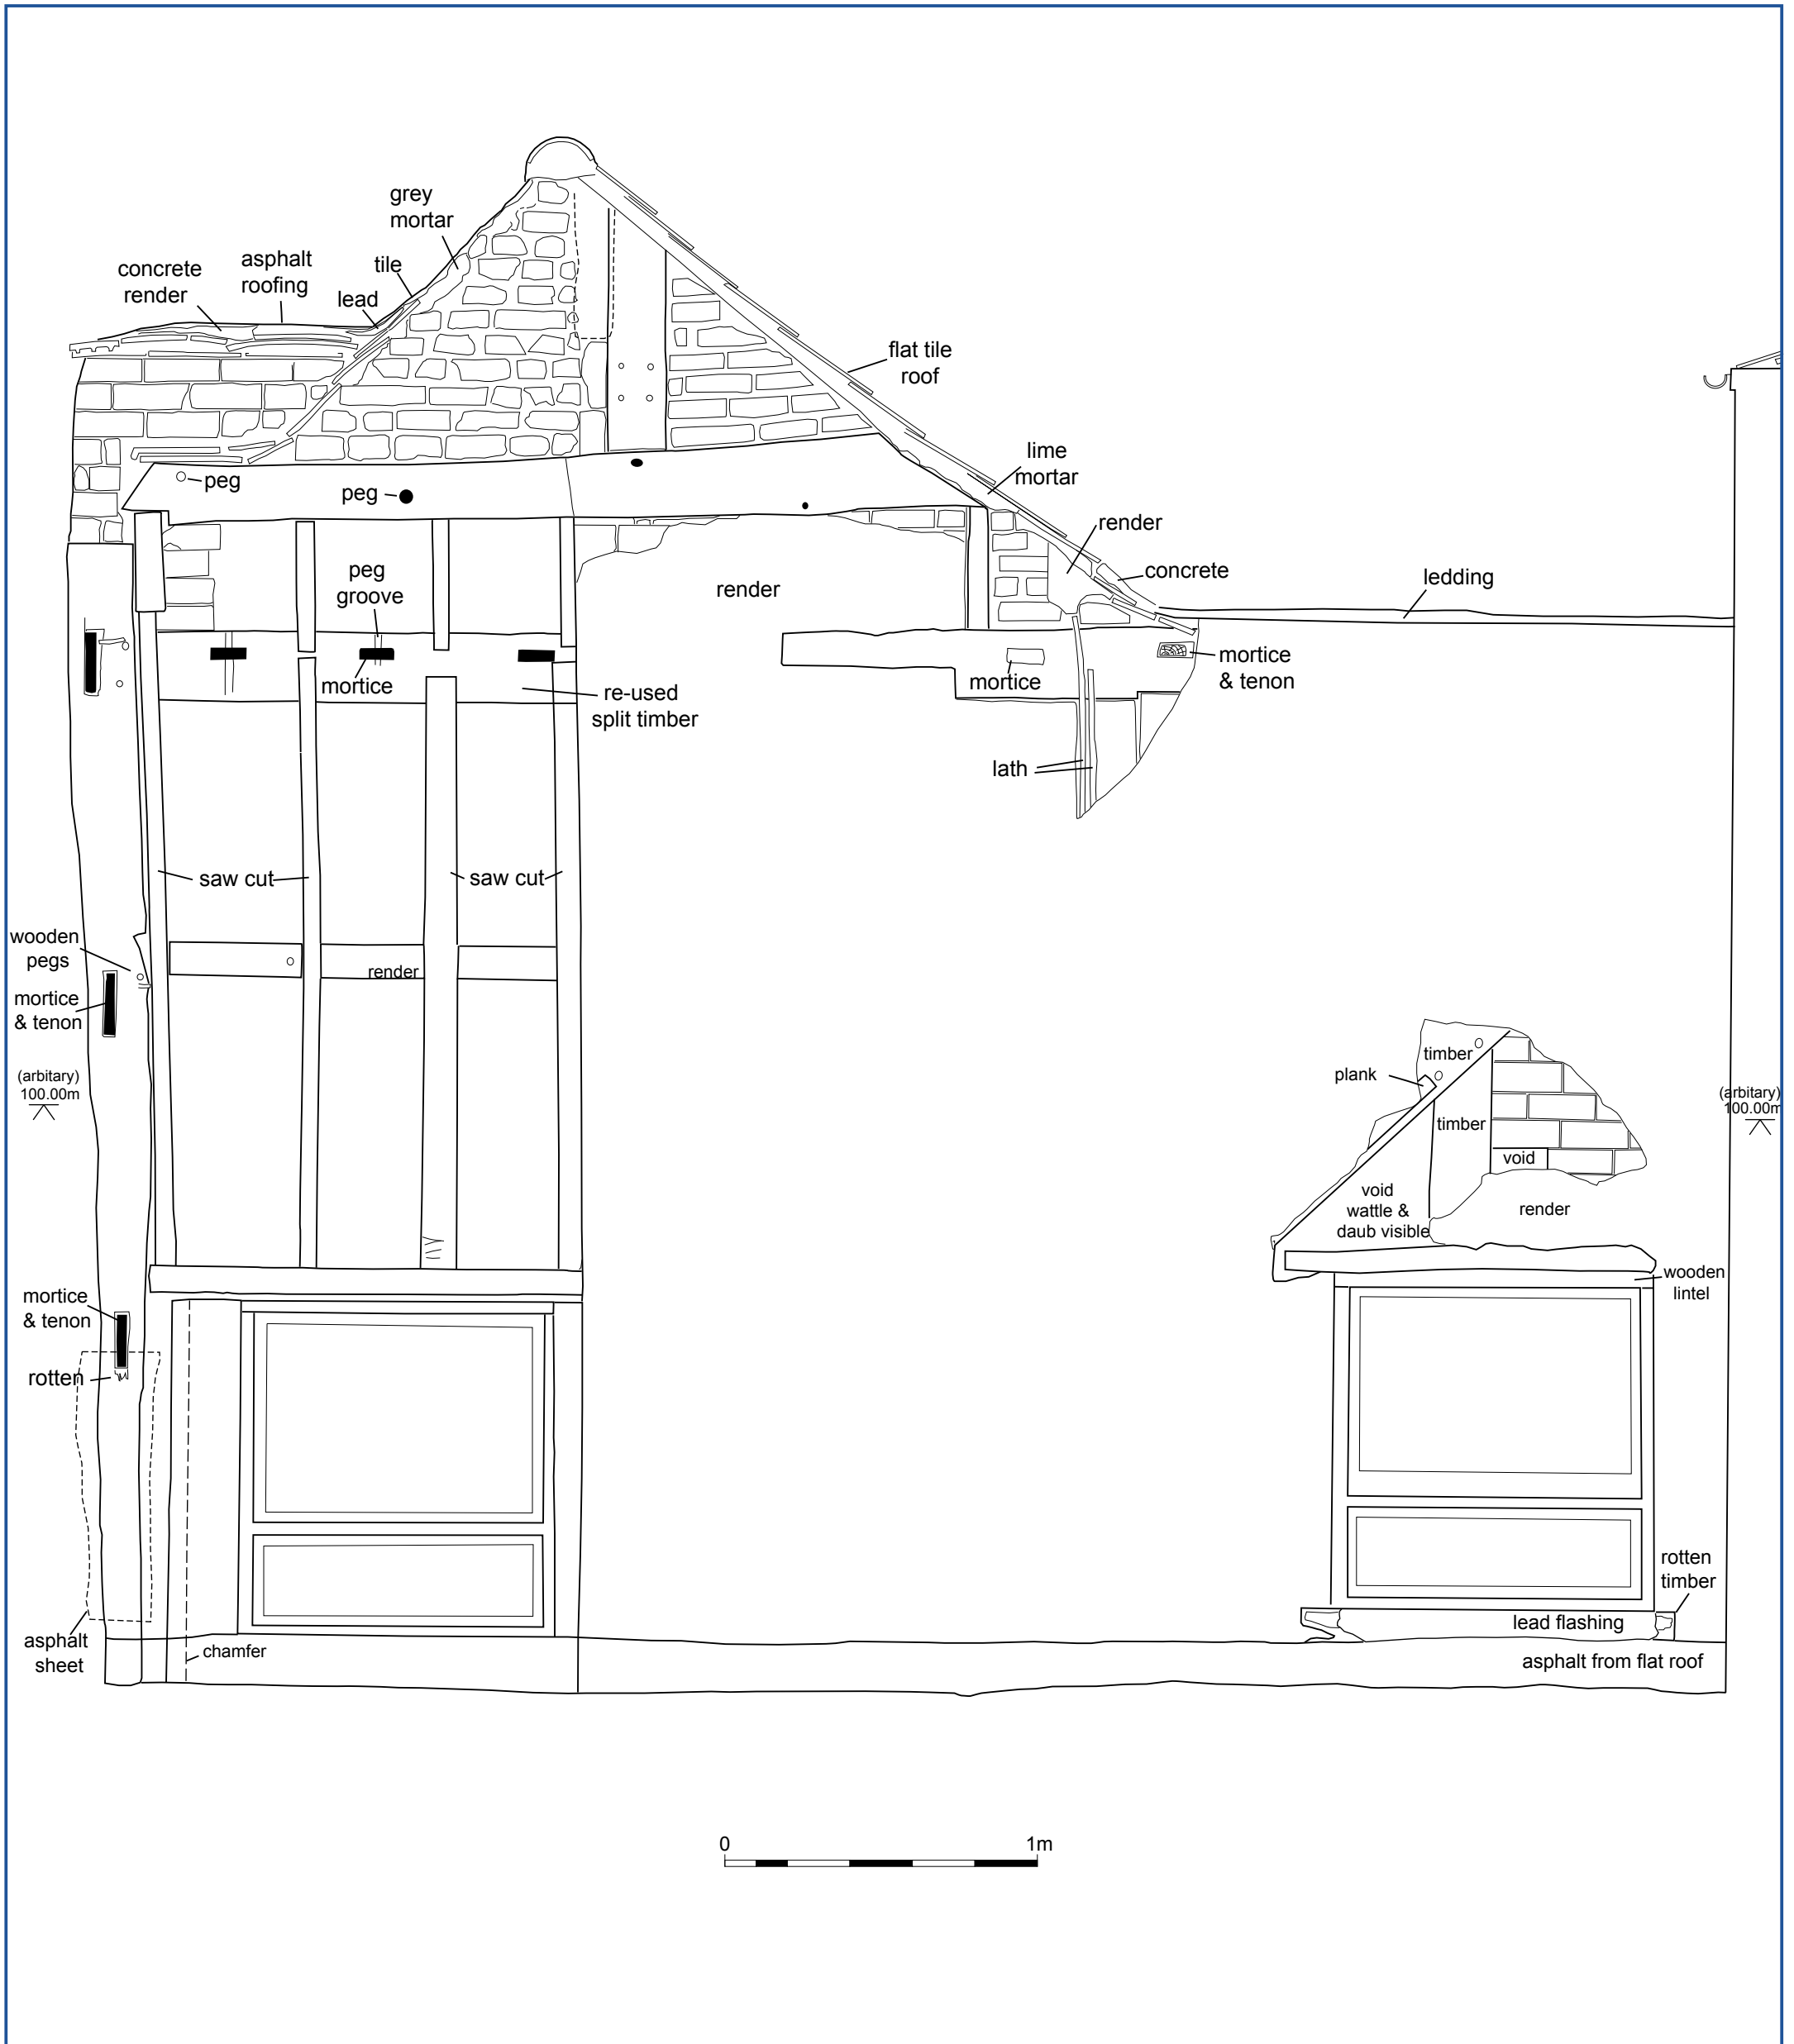 grey
mortar
concrete
render
asphalt
roofing
tile
lead
flat tile
roof
lime
mortar
peg
peg
render
concrete
ledding
peg
groove
render
mortice
mortice
mortice
& tenon
re-used
split timber
lath
saw cut
saw cut
wooden
pegs
render
mortice
& tenon
(arbitary)
100.00m
timber
plank
timber
(arbitary)
100.00m
void
void
wattle &
daub visible
render
wooden
lintel
mortice
& tenon
rotten
rotten
timber
lead flashing
asphalt
sheet
chamfer
asphalt from flat roof
0 1m